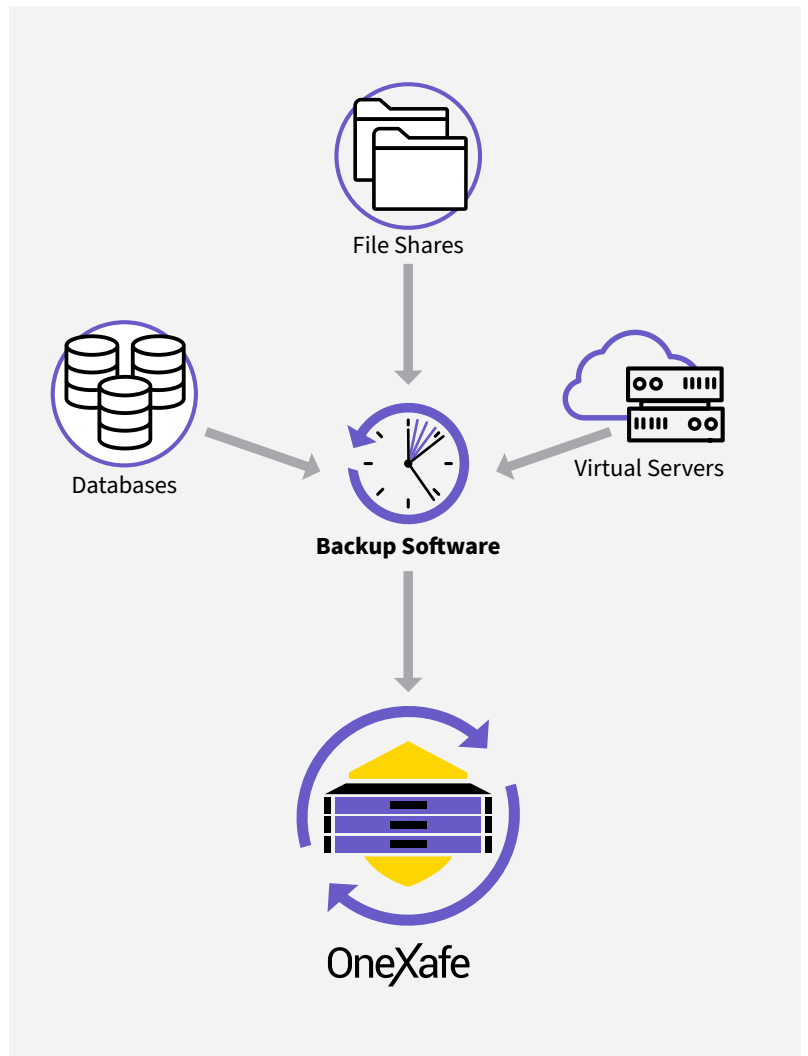 File Shares
Databases
Virtual Servers
Backup Software
OneXafe